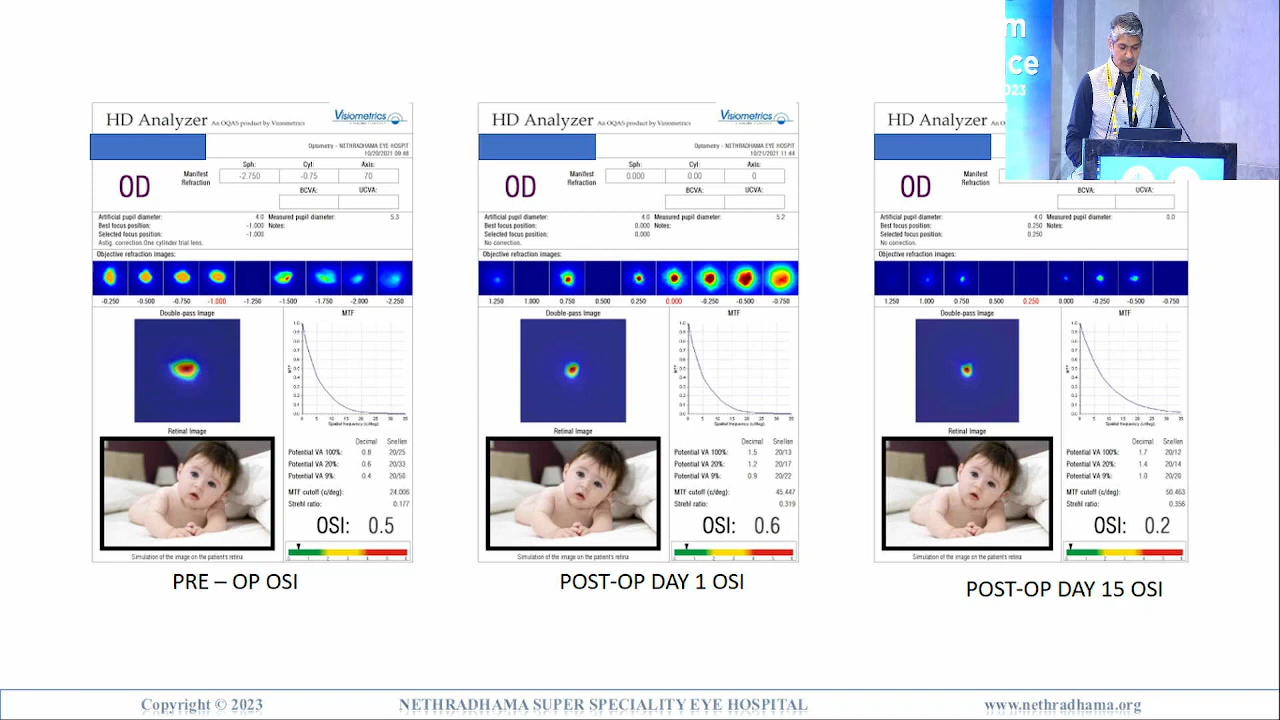 m
ce
2023
HD Analyzer An OQAS product by Visiometrics
Visiometrics
Optometry - NETHRADHAMA EYE HOSPIT
10/20/2021 09:48
OD
Manifest Refraction
Sph: Cyl: Axis:
-2.750 -0.75 70
BCVA: UCVA:
Artificial pupil diameter: 4.0 Measured pupil diameter: 5.3
Best focus position: -1.000 Notes:
Selected focus position: -1.000
Astig. correction.One cylinder trial lens.
Objective refraction images:
-0.250 -0.500 -0.750 -1.000 -1.250 -1.500 -1.750 -2.000 -2.250
Double-pass Image
MTF
Spatial frequency (c/deg)
Retinal Image
Decimal Snellen
Potential VA 100%: 0.8 20/25
Potential VA 20%: 0.6 20/33
Potential VA 9%: 0.4 20/50
MTF cutoff (c/deg): 24.006
Strehl ratio: 0.177
OSI: 0.5
Simulation of the image on the patient's retina
PRE – OP OSI
HD Analyzer An OQAS product by Visiometrics
Visiometrics
Optometry - NETHRADHAMA EYE HOSPIT
10/21/2021 11:44
OD
Manifest Refraction
Sph: Cyl: Axis:
0.000 0.00 0
BCVA: UCVA:
Artificial pupil diameter: 4.0 Measured pupil diameter: 5.2
Best focus position: 0.000 Notes:
Selected focus position: 0.000
No correction.
Objective refraction images:
1.250 1.000 0.750 0.500 0.250 0.000 -0.250 -0.500 -0.750
Double-pass Image
MTF
Spatial frequency (c/deg)
Retinal Image
Decimal Snellen
Potential VA 100%: 1.5 20/13
Potential VA 20%: 1.2 20/17
Potential VA 9%: 0.9 20/22
MTF cutoff (c/deg): 45.447
Strehl ratio: 0.319
OSI: 0.6
Simulation of the image on the patient's retina
POST-OP DAY 1 OSI
HD Analyzer An OQAS
OD
Manifest Refraction
BCVA: UCVA:
Artificial pupil diameter: 4.0 Measured pupil diameter: 0.0
Best focus position: 0.250 Notes:
Selected focus position: 0.250
No correction.
Objective refraction images:
1.250 1.000 0.750 0.500 0.250 0.000 -0.250 -0.500 -0.750
Double-pass Image
MTF
Spatial frequency (c/deg)
Retinal Image
Decimal Snellen
Potential VA 100%: 1.7 20/12
Potential VA 20%: 1.4 20/14
Potential VA 9%: 1.0 20/20
MTF cutoff (c/deg): 50.463
Strehl ratio: 0.356
OSI: 0.2
Simulation of the image on the patient's retina
POST-OP DAY 15 OSI
Copyright © 2023 NETHRADHAMA SUPER SPECIALITY EYE HOSPITAL www.nethradhama.org